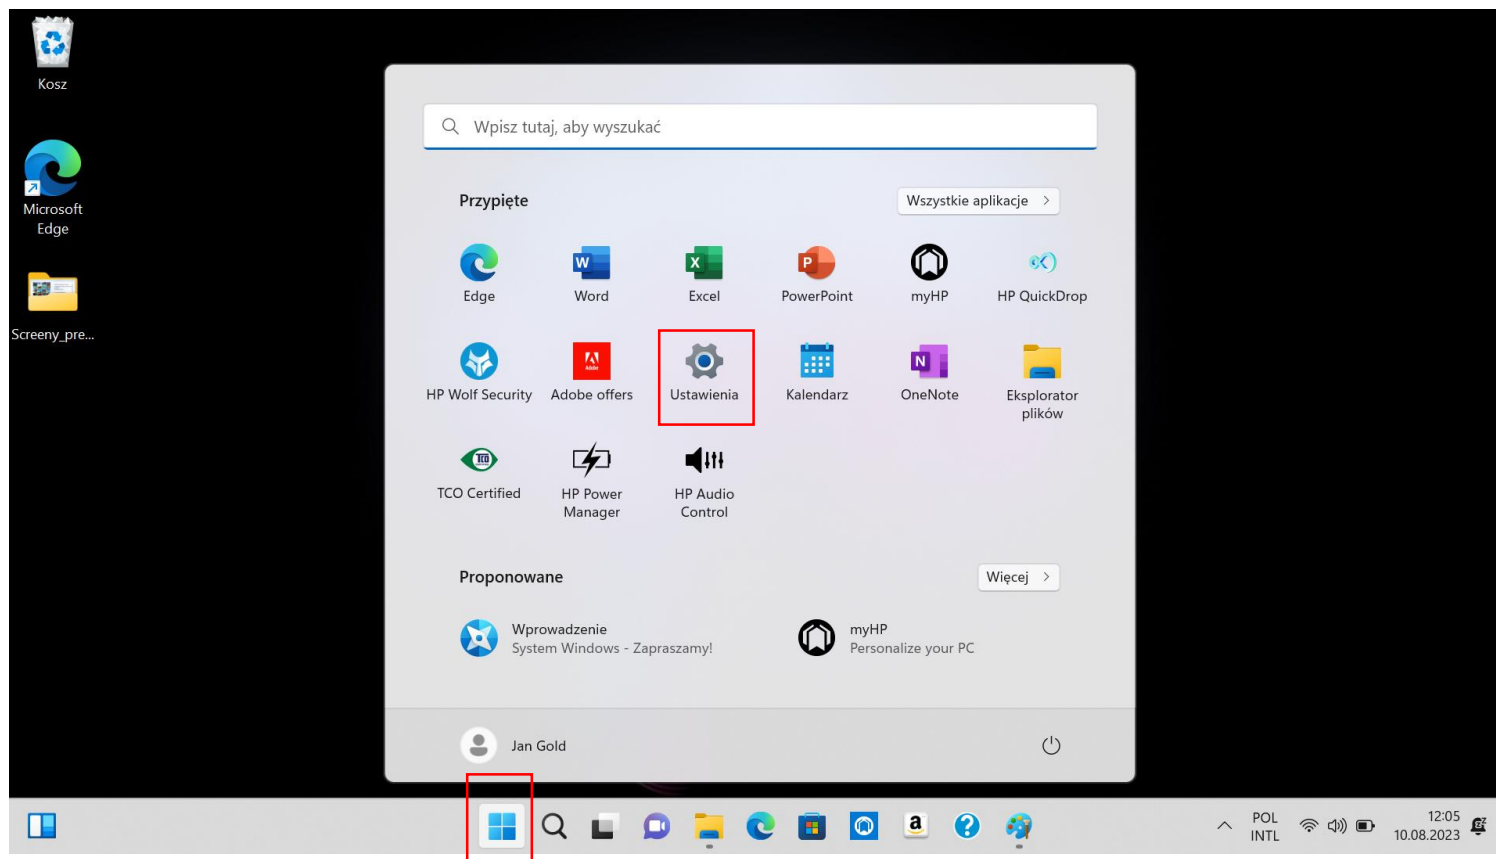 Kosz
Microsoft
Edge
Screeny_pre...
Wpisz tutaj, aby wyszukać
Przypięte
Wszystkie aplikacje
Edge
Word
Excel
PowerPoint
myHP
HP QuickDrop
HP Wolf Security
Adobe offers
Ustawienia
Kalendarz
OneNote
Eksplorator
plików
TCO Certified
HP Power
Manager
HP Audio
Control
Proponowane
Więcej
Wprowadzenie
System Windows - Zapraszamy!
myHP
Personalize your PC
Jan Gold
POL
INTL
12:05
10.08.2023